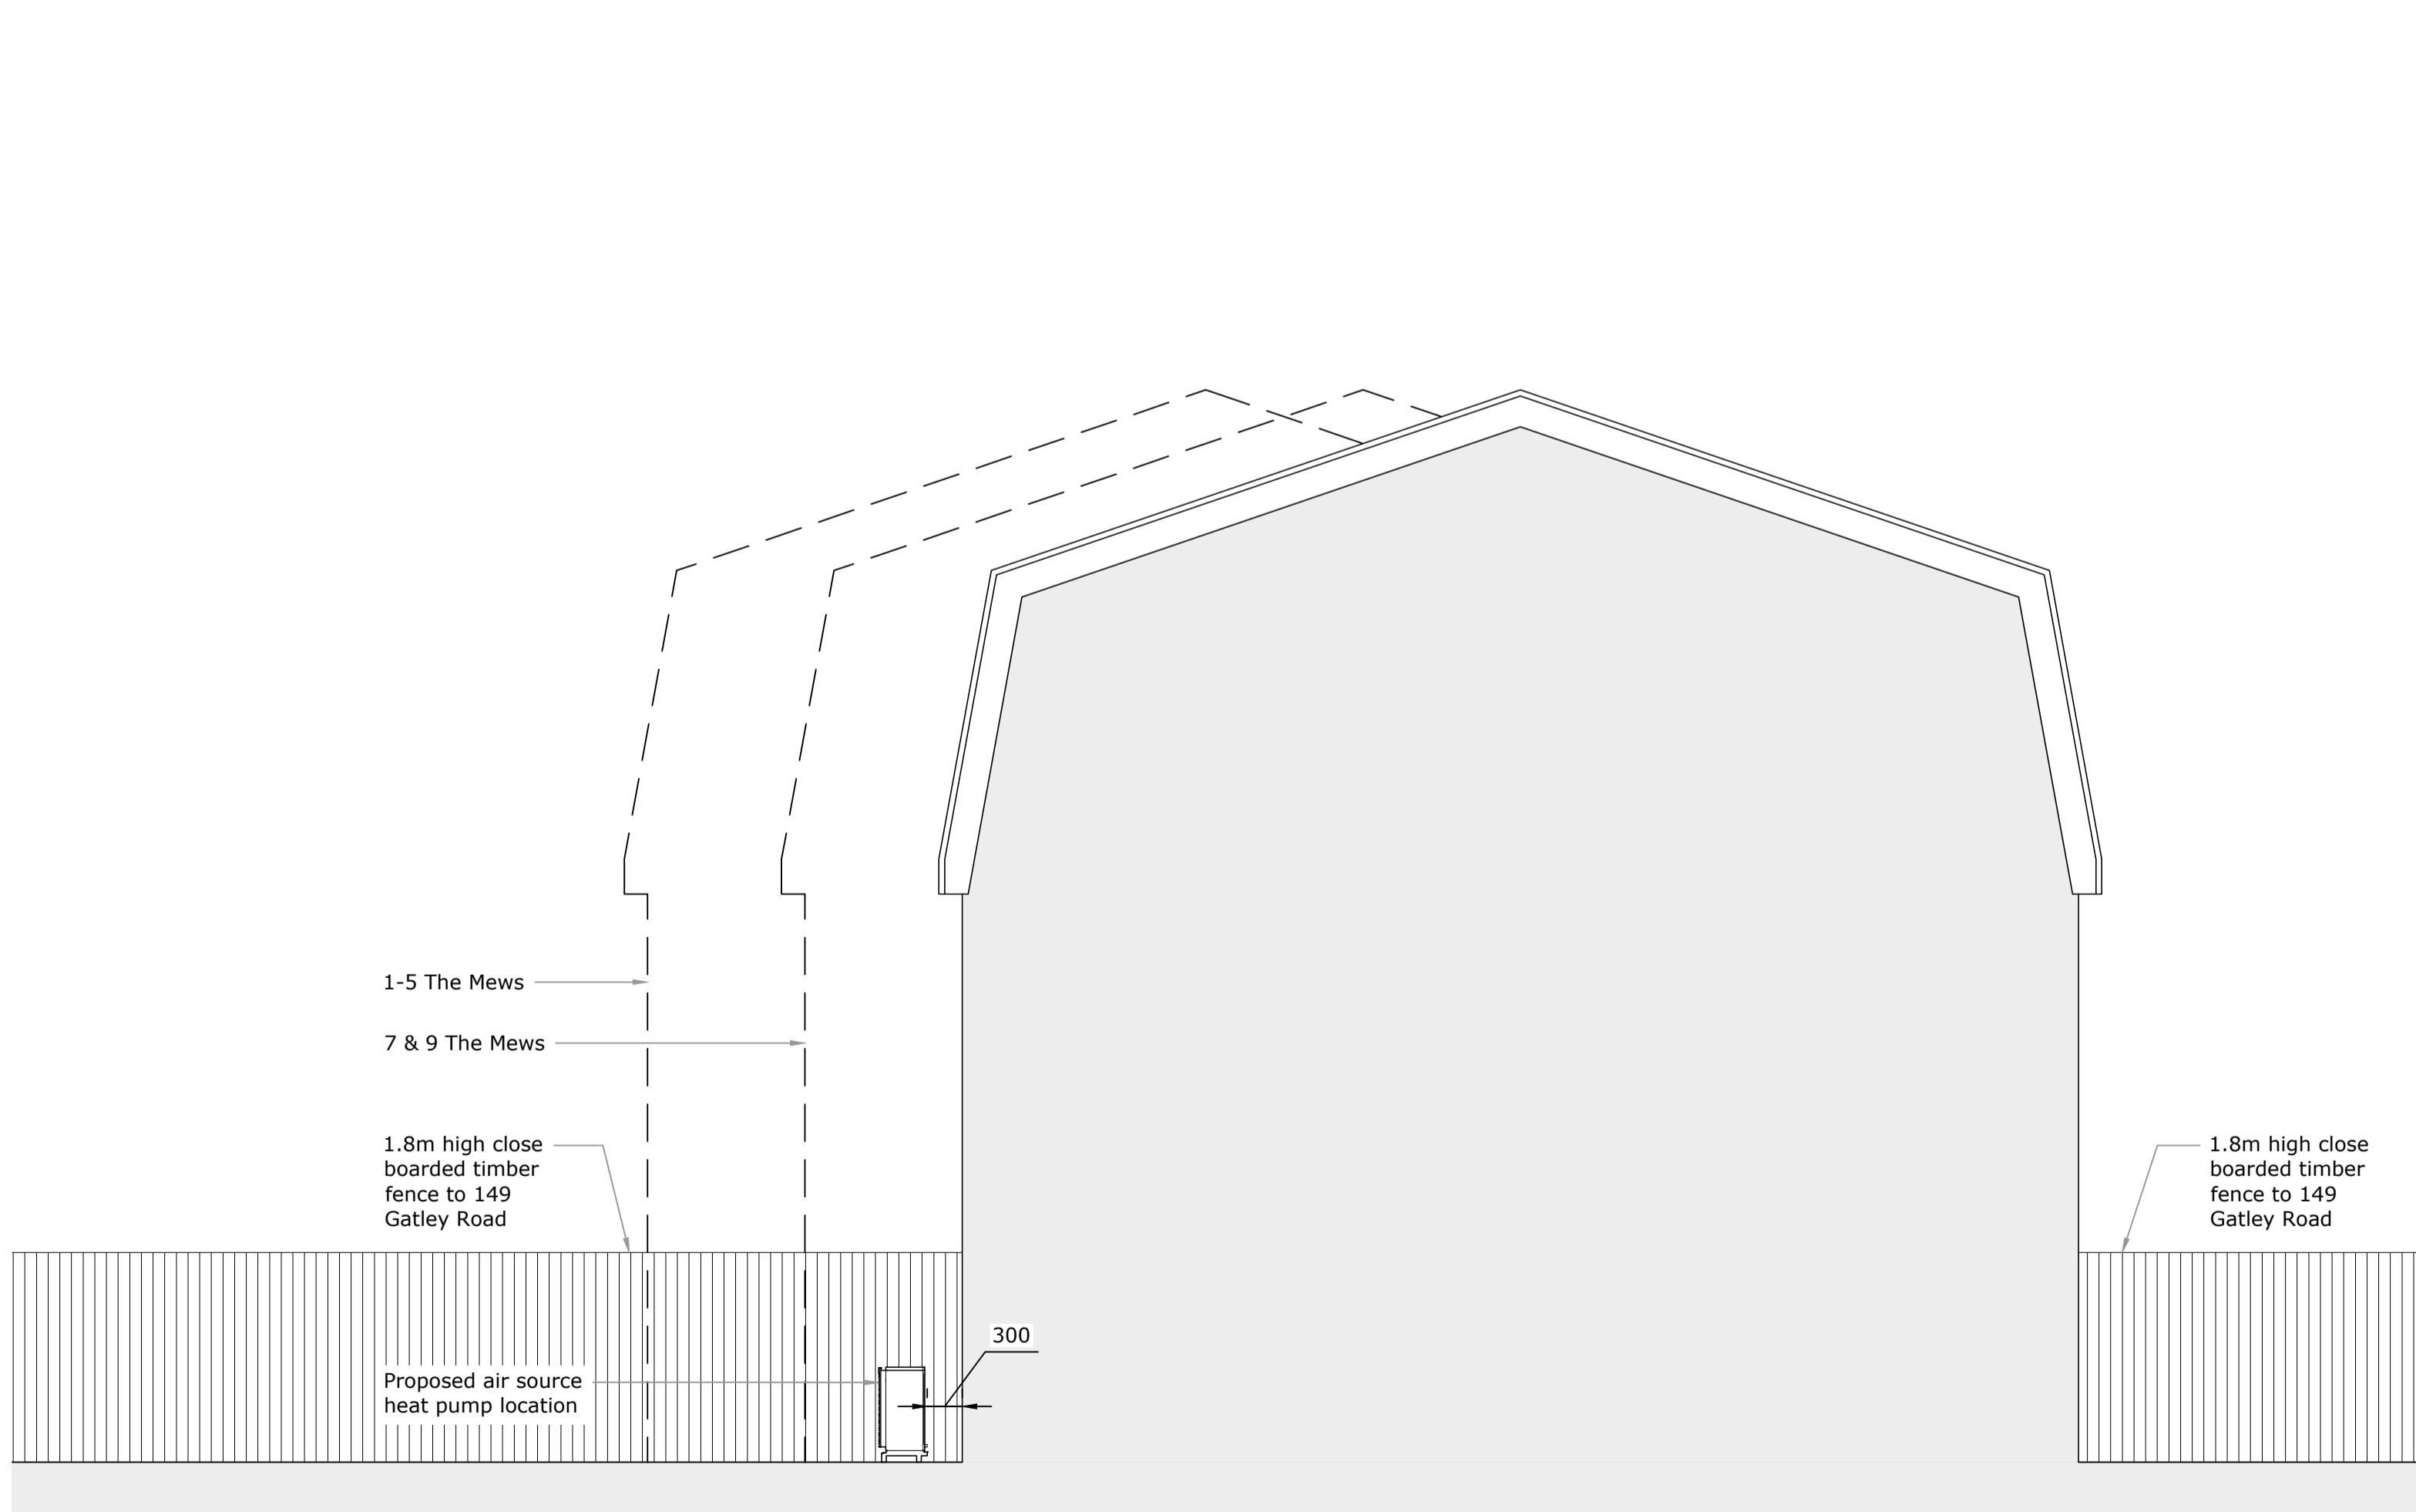 1-5 The Mews
7 & 9 The Mews
1.8m high close
boarded timber
fence to 149
Gatley Road
1.8m high close
boarded timber
fence to 149
Gatley Road
300
Proposed air source
heat pump location